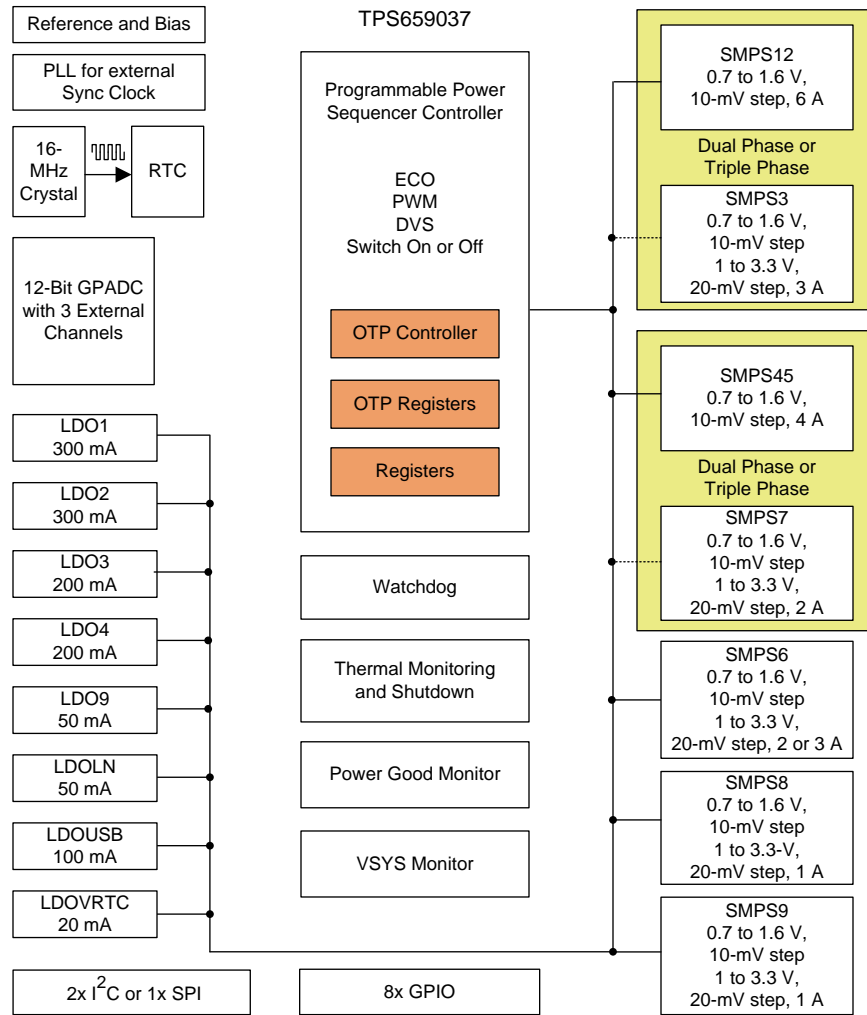 Reference and Bias
PLL for external
Sync Clock
16-
MHz
Crystal
RTC
12-Bit GPADC
with 3 External
Channels
LDO1
300 mA
LDO2
300 mA
LDO3
200 mA
LDO4
200 mA
LDO9
50 mA
LDOLN
50 mA
LDOUSB
100 mA
LDOVRTC
20 mA
2x I²C or 1x SPI
TPS659037
Programmable Power
Sequencer Controller
ECO
PWM
DVS
Switch On or Off
OTP Controller
OTP Registers
Registers
Watchdog
Thermal Monitoring
and Shutdown
Power Good Monitor
VSYS Monitor
8x GPIO
SMPS12
0.7 to 1.6 V,
10-mV step, 6 A
Dual Phase or
Triple Phase
SMPS3
0.7 to 1.6 V,
10-mV step
1 to 3.3 V,
20-mV step, 3 A
SMPS45
0.7 to 1.6 V,
10-mV step, 4 A
Dual Phase or
Triple Phase
SMPS7
0.7 to 1.6 V,
10-mV step
1 to 3.3 V,
20-mV step, 2 A
SMPS6
0.7 to 1.6 V,
10-mV step
1 to 3.3 V,
20-mV step, 2 or 3 A
SMPS8
0.7 to 1.6 V,
10-mV step
1 to 3.3-V,
20-mV step, 1 A
SMPS9
0.7 to 1.6 V,
10-mV step
1 to 3.3 V,
20-mV step, 1 A